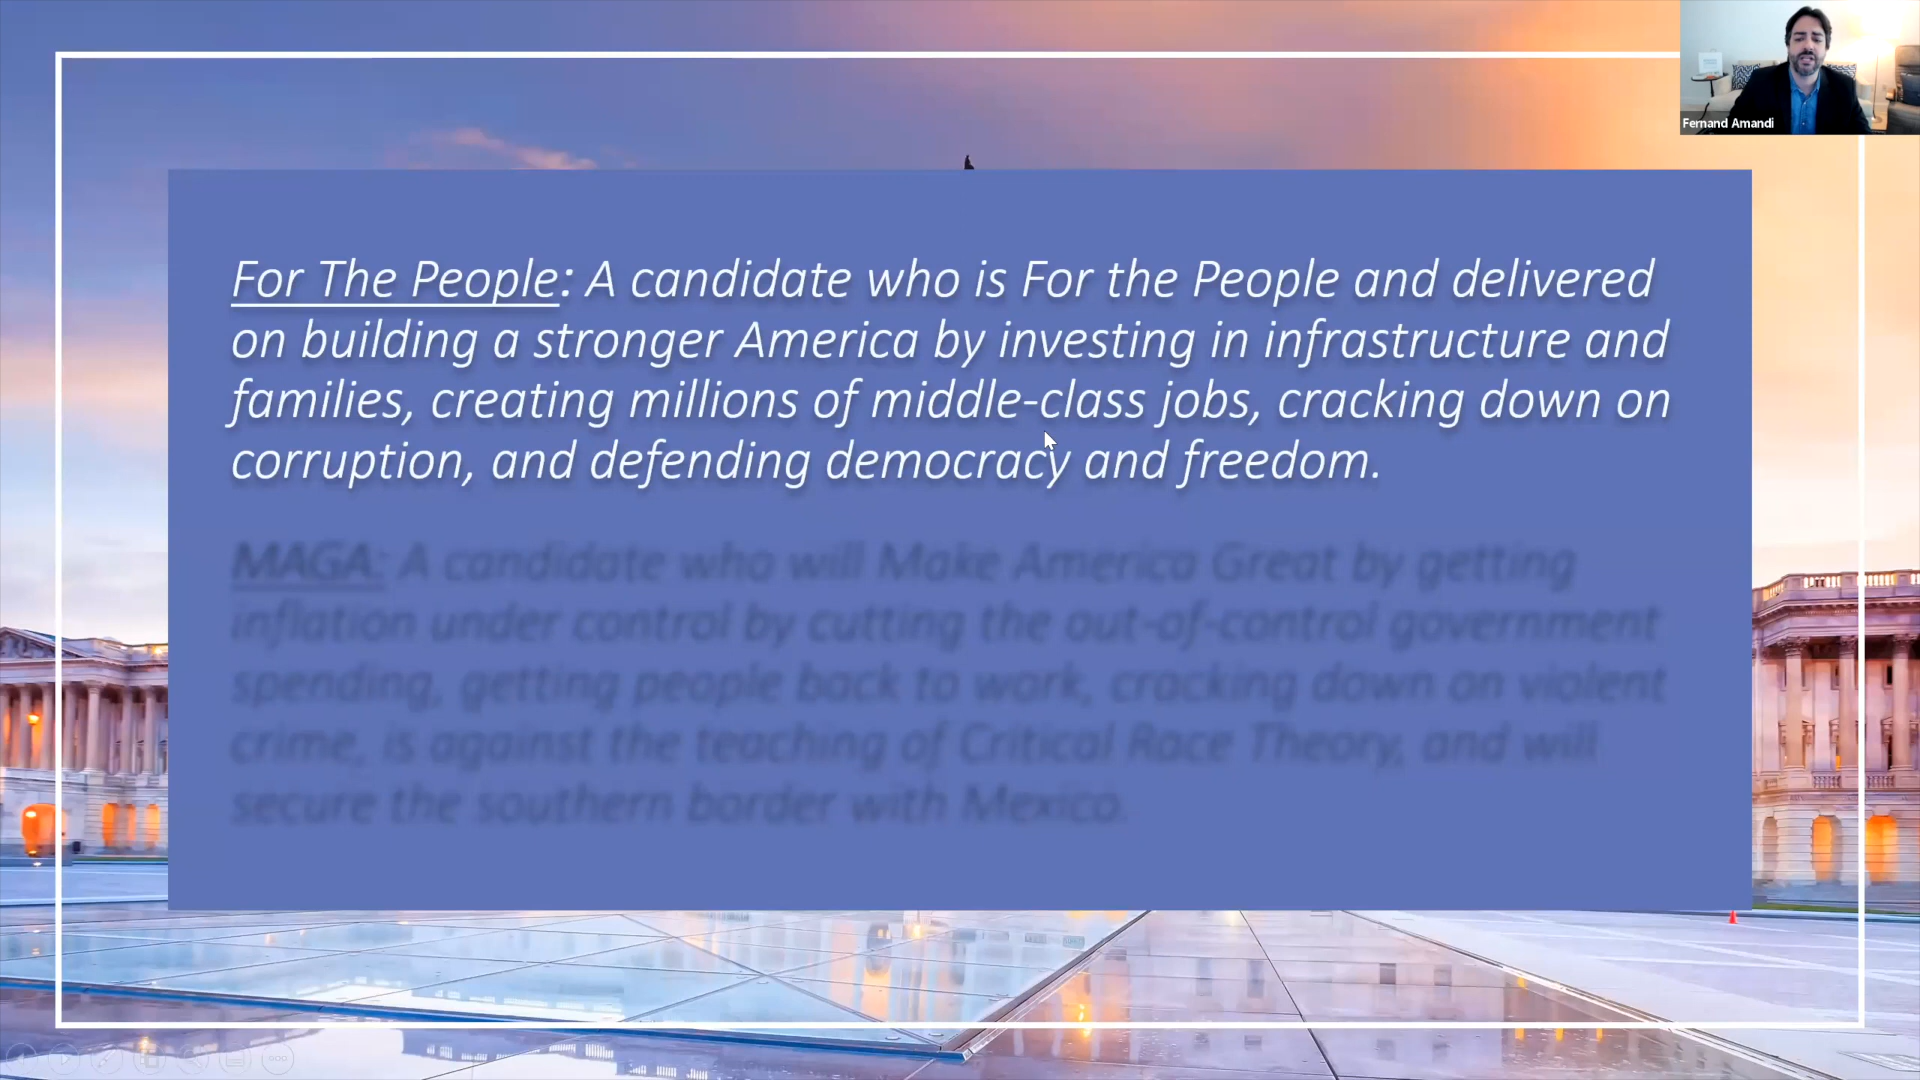 Fernand Amandi
For The People: A candidate who is For the People and delivered
on building a stronger America by investing in infrastructure and
families, creating millions of middle-class jobs, cracking down on
corruption, and defending democracy and freedom.
MAGA: A candidate who will Make America Great by getting
inflation under control by cutting the out-of-control government
spending, getting people back to work, cracking down on violent
crime, is against the teaching of Critical Race Theory, and will
secure the southern border with Mexico.